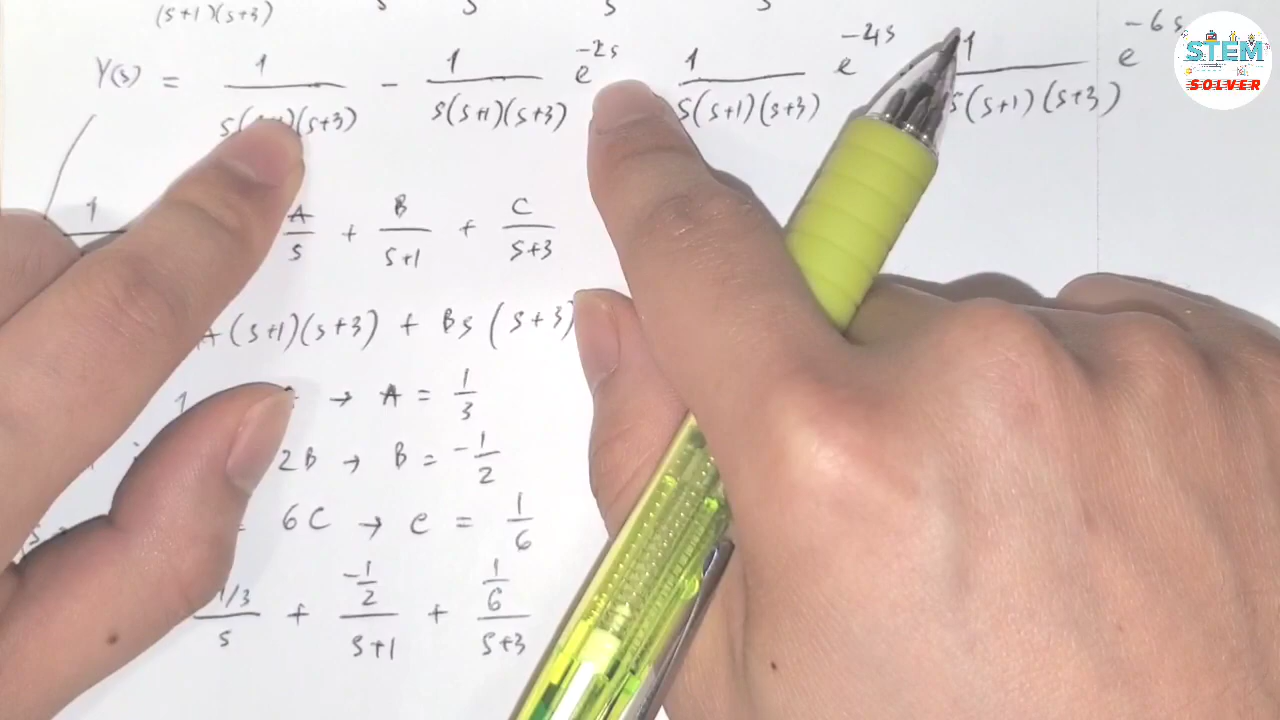 (s+1)(s+3) s s s s
Y(s) = 1/(s( )(s+3)) - 1/(s(s+1)(s+3)) e^-2s 1/(s(s+1)(s+3)) e^-4s 1/(s(s+1)(s+3)) e^-6s
STEM
SOLVER
1 A/s + B/(s+1) + C/(s+3)
A(s+1)(s+3) + Bs(s+3)
1 → A = 1/3
2B → B = -1/2
= 6C → C = 1/6
1/3/s + -1/2/(s+1) + 1/6/(s+3)